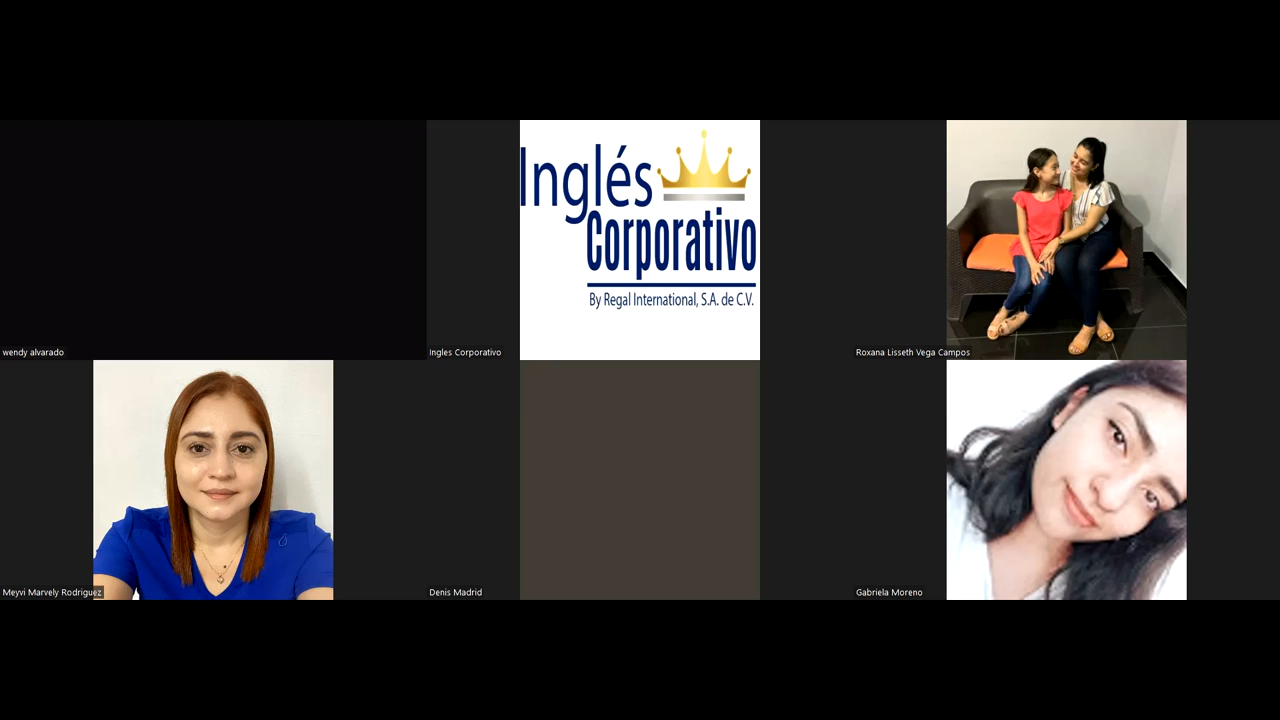 Inglés
Corporativo
By Regal International, S.A. de C.V.
wendy alvarado
Ingles Corporativo
Roxana Lisseth Vega Campos
Meyvi Marvely Rodriguez
Denis Madrid
Gabriela Moreno